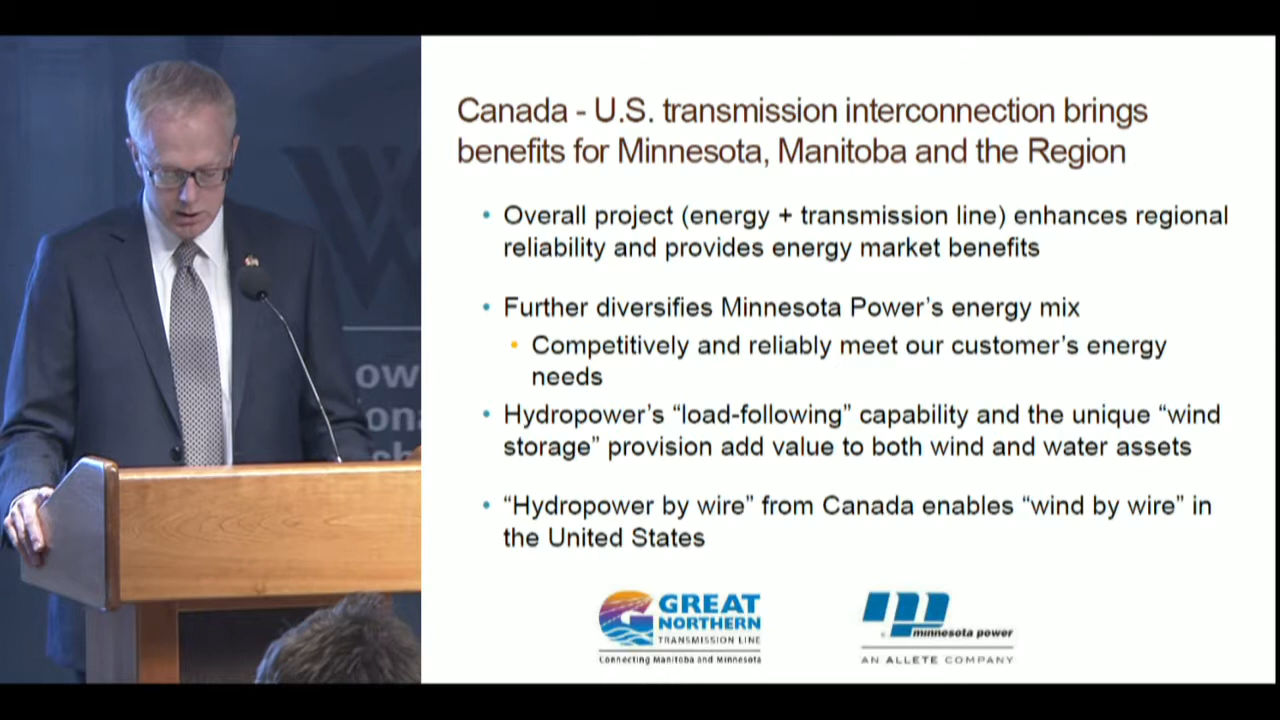 Canada - U.S. transmission interconnection brings
benefits for Minnesota, Manitoba and the Region
• Overall project (energy + transmission line) enhances regional
reliability and provides energy market benefits
• Further diversifies Minnesota Power's energy mix
• Competitively and reliably meet our customer's energy
needs
• Hydropower's “load-following” capability and the unique “wind
storage” provision add value to both wind and water assets
• “Hydropower by wire” from Canada enables “wind by wire” in
the United States
GREAT
NORTHERN
TRANSMISSION LINE
Connecting Manitoba and Minnesota
minnesota power
AN ALLETE COMPANY